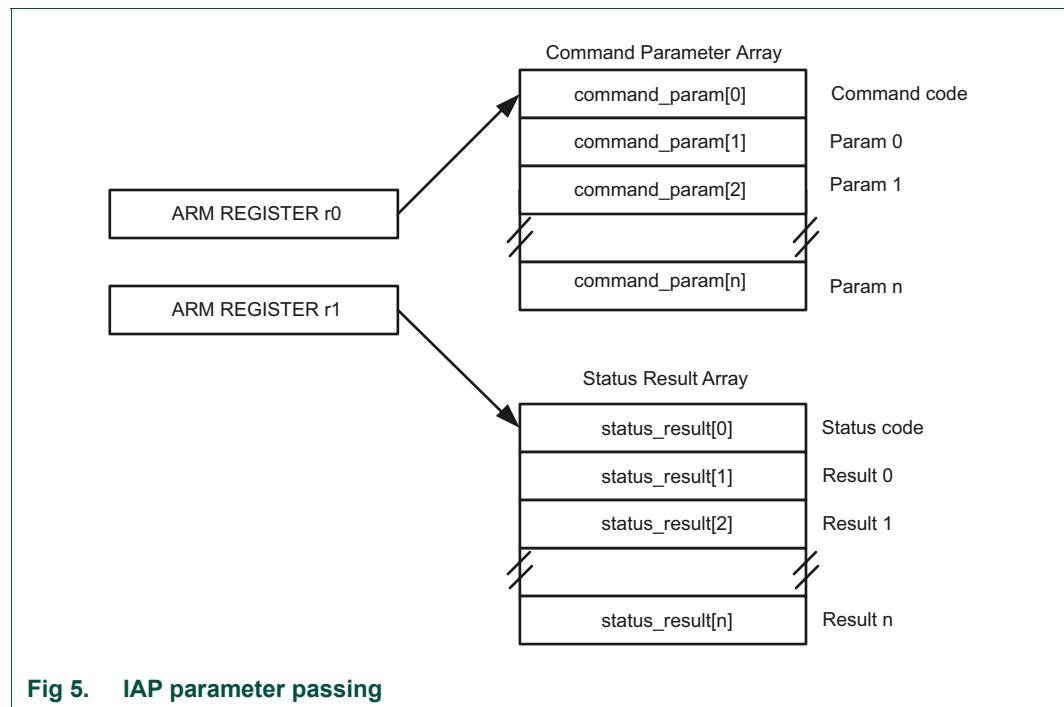 Command Parameter Array
command_param[0] Command code
command_param[1] Param 0
command_param[2] Param 1
ARM REGISTER r0
command_param[n] Param n
ARM REGISTER r1
Status Result Array
status_result[0] Status code
status_result[1] Result 0
status_result[2] Result 1
status_result[n] Result n
Fig 5. IAP parameter passing